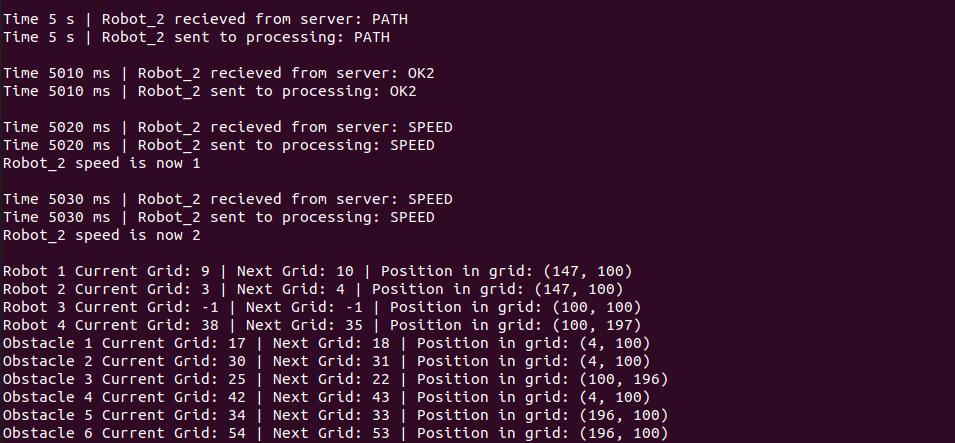 Time 5 s | Robot_2 recieved from server: PATH
Time 5 s | Robot_2 sent to processing: PATH
Time 5010 ms | Robot_2 recieved from server: OK2
Time 5010 ms | Robot_2 sent to processing: OK2
Time 5020 ms | Robot_2 recieved from server: SPEED
Time 5020 ms | Robot_2 sent to processing: SPEED
Robot_2 speed is now 1
Time 5030 ms | Robot_2 recieved from server: SPEED
Time 5030 ms | Robot_2 sent to processing: SPEED
Robot_2 speed is now 2
Robot 1 Current Grid: 9 | Next Grid: 10 | Position in grid: (147, 100)
Robot 2 Current Grid: 3 | Next Grid: 4 | Position in grid: (147, 100)
Robot 3 Current Grid: -1 | Next Grid: -1 | Position in grid: (100, 100)
Robot 4 Current Grid: 38 | Next Grid: 35 | Position in grid: (100, 197)
Obstacle 1 Current Grid: 17 | Next Grid: 18 | Position in grid: (4, 100)
Obstacle 2 Current Grid: 30 | Next Grid: 31 | Position in grid: (4, 100)
Obstacle 3 Current Grid: 25 | Next Grid: 22 | Position in grid: (100, 196)
Obstacle 4 Current Grid: 42 | Next Grid: 43 | Position in grid: (4, 100)
Obstacle 5 Current Grid: 34 | Next Grid: 33 | Position in grid: (196, 100)
Obstacle 6 Current Grid: 54 | Next Grid: 53 | Position in grid: (196, 100)